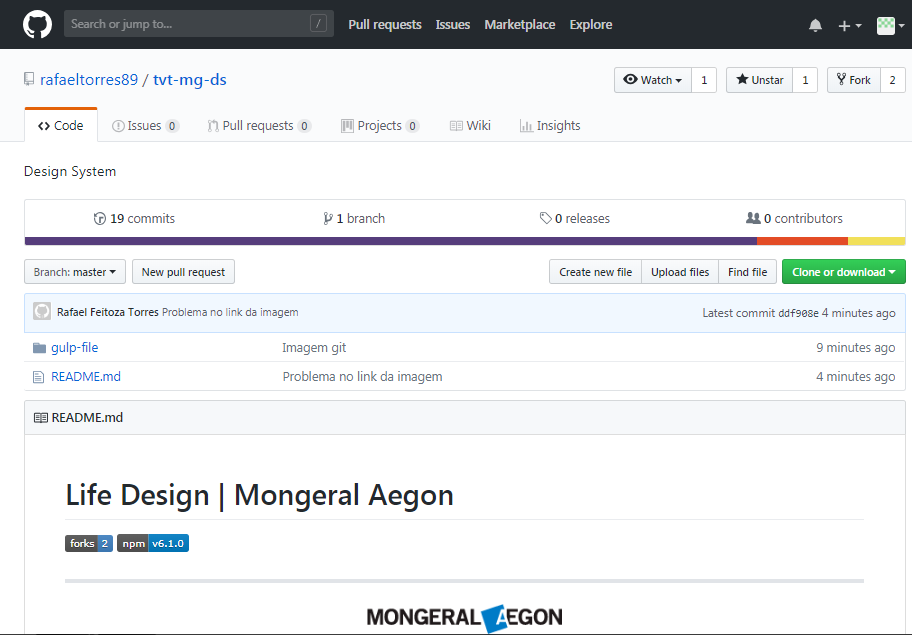 Search or jump to... / Pull requests Issues Marketplace Explore
rafaeltorres89 / tvt-mg-ds Watch 1 Unstar 1 Fork 2
Code Issues 0 Pull requests 0 Projects 0 Wiki Insights
Design System
19 commits 1 branch 0 releases 0 contributors
Branch: master New pull request Create new file Upload files Find file Clone or download
Rafael Feitoza Torres Problema no link da imagem Latest commit ddf908e 4 minutes ago
gulp-file Imagem git 9 minutes ago
README.md Problema no link da imagem 4 minutes ago
README.md
Life Design | Mongeral Aegon
forks 2 npm v6.1.0
MONGERAL AEGON